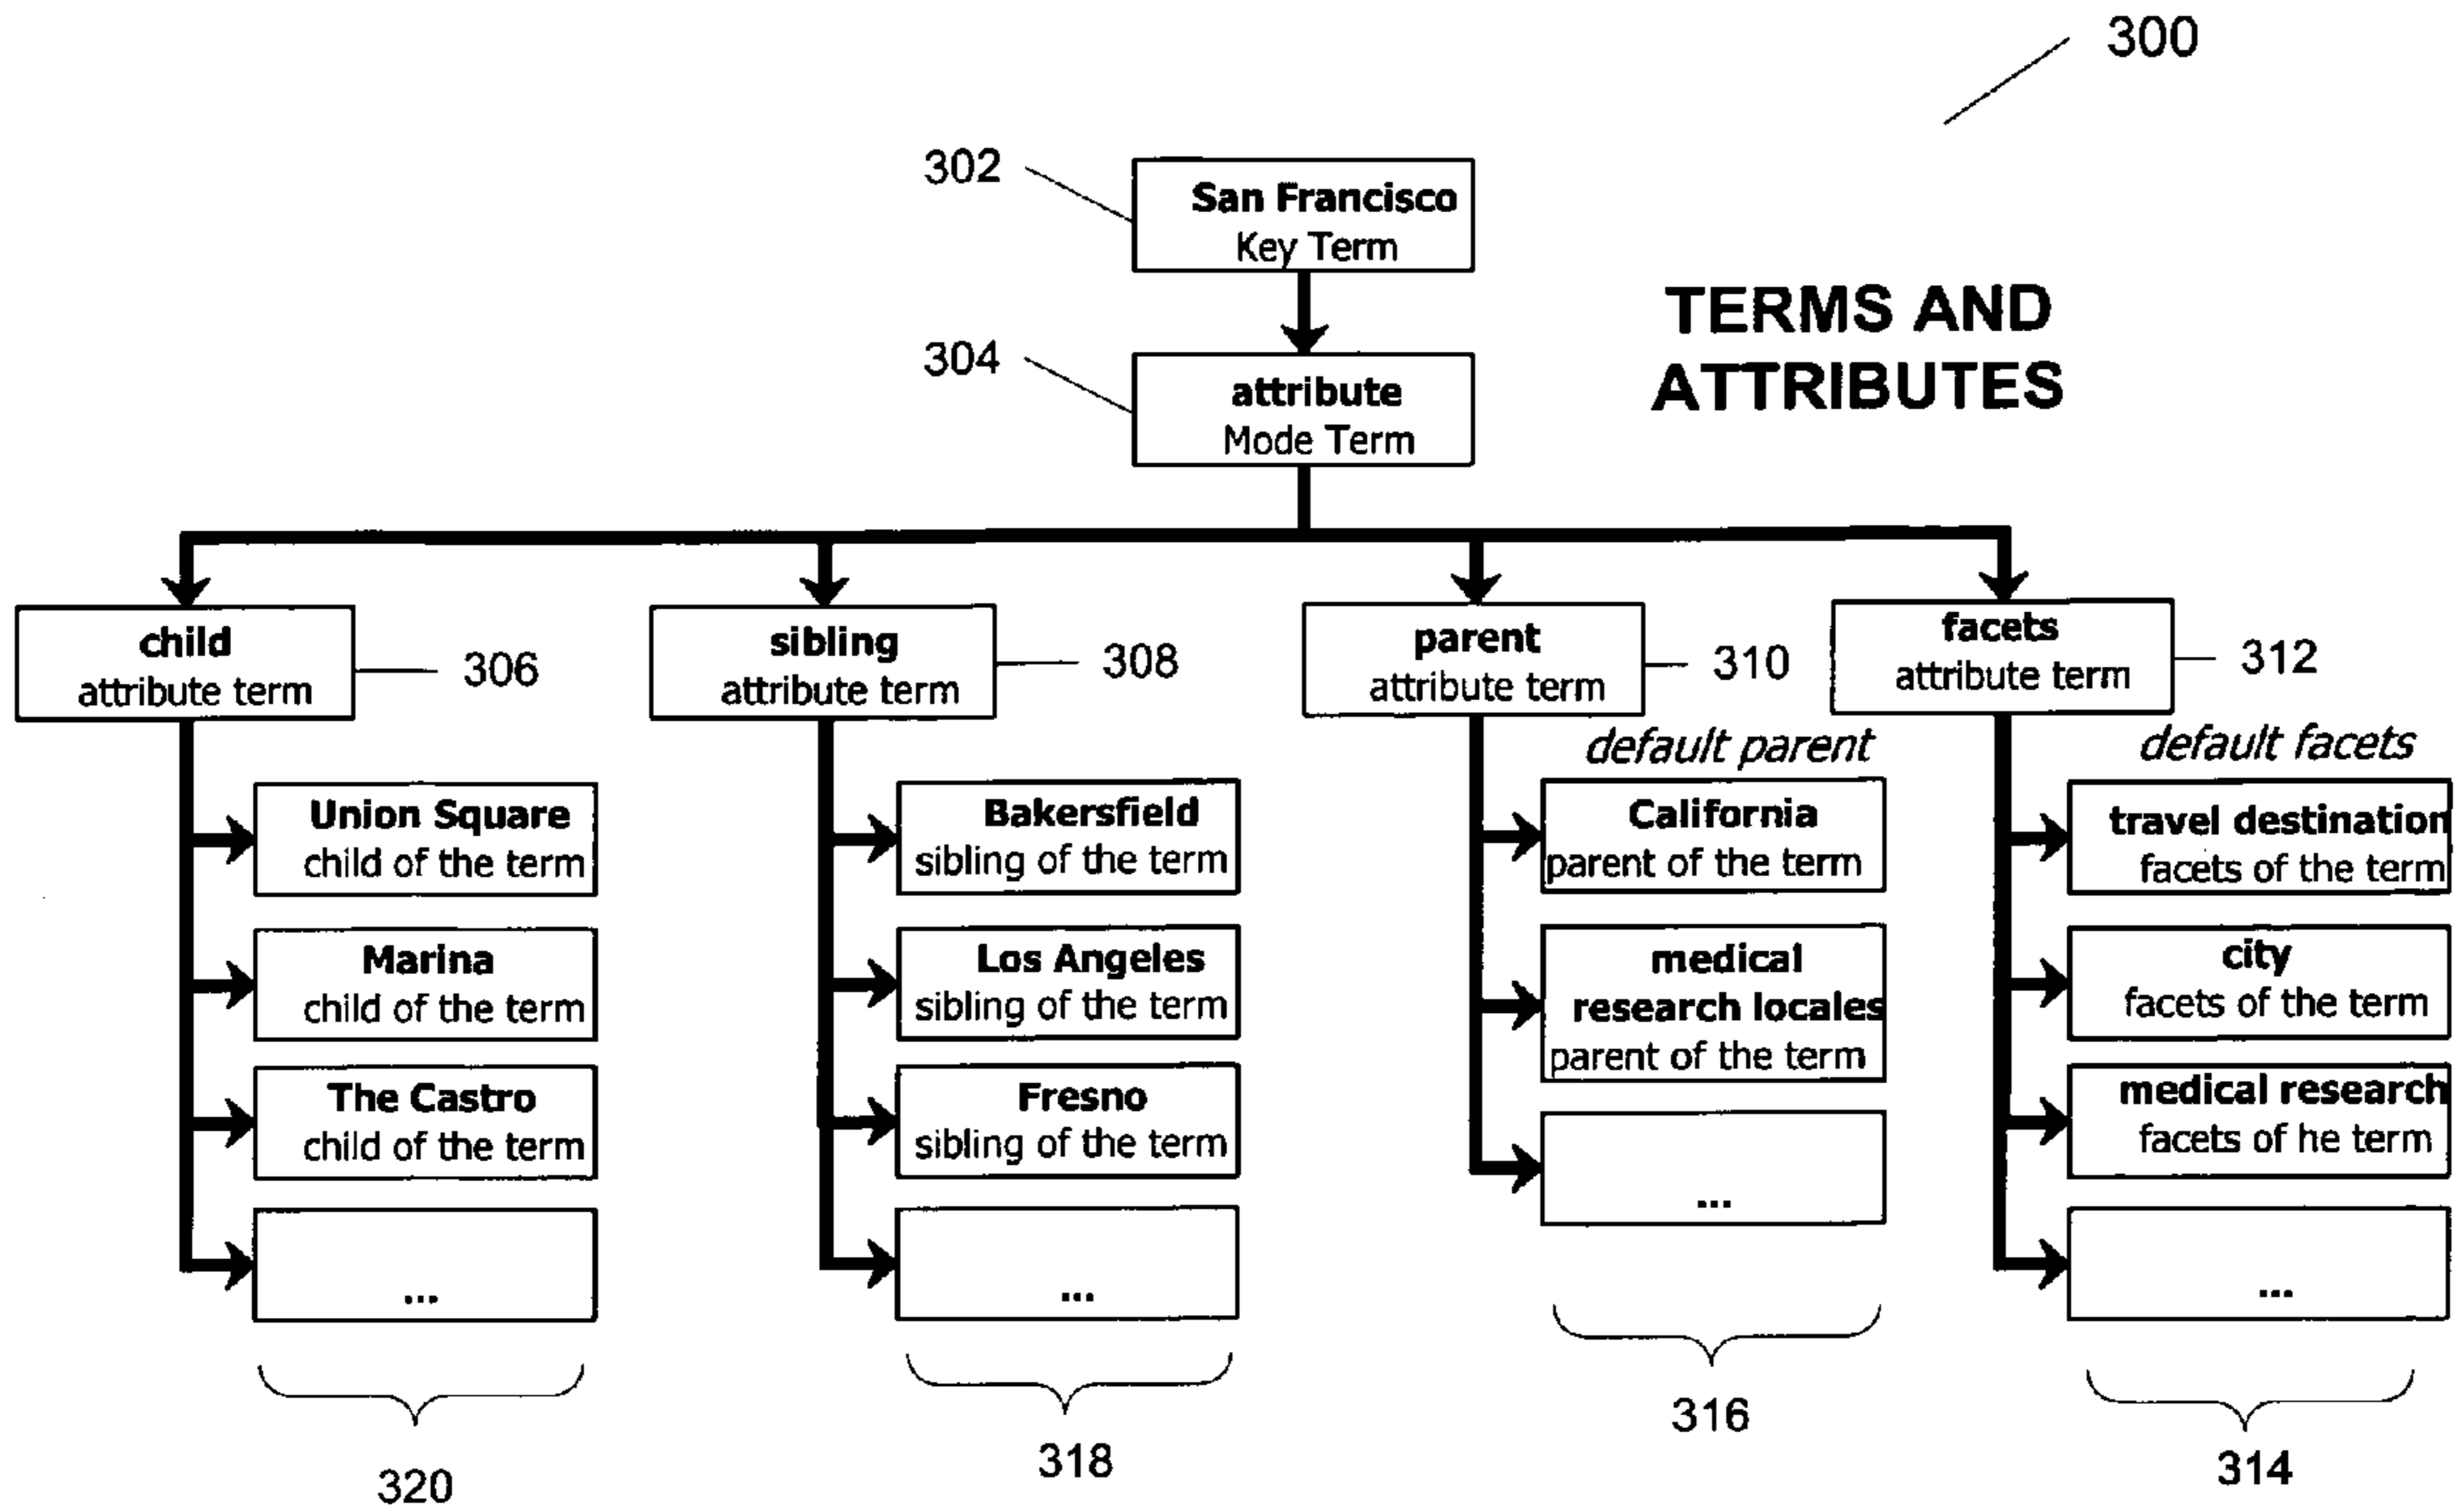 300
302
San Francisco
Key Term
TERMS AND
ATTRIBUTES
304
attribute
Mode Term
child
attribute term
306
sibling
attribute term
308
parent
attribute term
310
facets
attribute term
312
Union Square
child of the term
Marina
child of the term
The Castro
child of the term
...
320
Bakersfield
sibling of the term
Los Angeles
sibling of the term
Fresno
sibling of the term
...
318
default parent
California
parent of the term
medical
research locales
parent of the term
...
316
default facets
travel destination
facets of the term
city
facets of the term
medical research
facets of he term
...
314